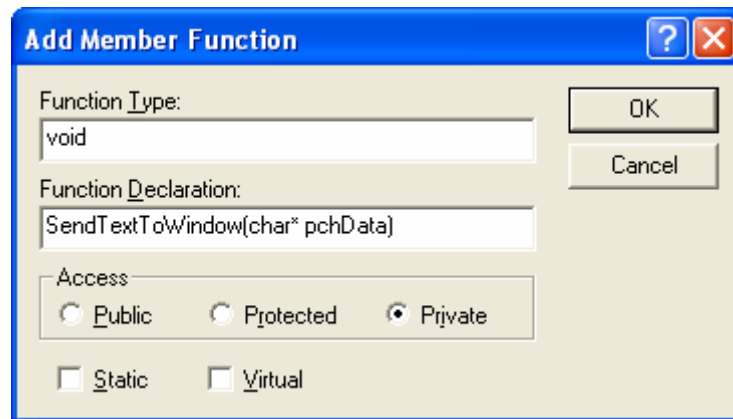 Add Member Function
Function Type:
OK
void
Cancel
Function Declaration:
SendTextToWindow(char* pchData)
Access
Public Protected Private
Static Virtual